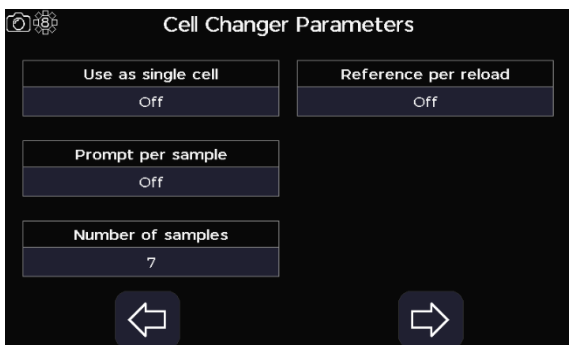 8
Cell Changer Parameters
Use as single cell
Off
Reference per reload
Off
Prompt per sample
Off
Number of samples
7